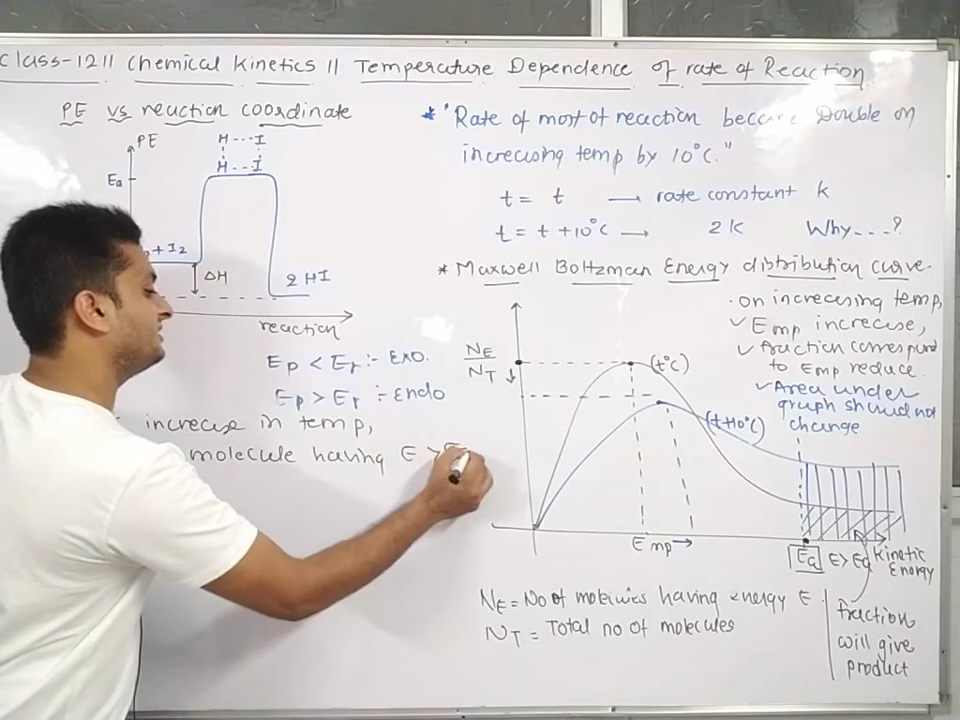 Class-12 || Chemical Kinetics || Temperature Dependence of rate of Reaction
PE vs reaction coordinate
PE
H---I
H---I
Ea
+ I2
ΔH
2 HI
reaction
Ep < Er :- Exo.
Ep > Er :- Endo
increase in temp,
molecule having E >
* "Rate of most of reaction become Double on
increasing temp by 10°C."
t = t → rate constant k
t = t + 10°C → 2K Why---?
* Maxwell Boltzman Energy distribution curve.
. on increasing temp,
✓ Emp increase,
✓ fraction correspond
to Emp reduce.
✓ Area under
graph should not
change
NE
NT
(t°c)
(t+10°C)
Emp→
Ea E > Ea Kinetic
Energy
NE = No of molecules having energy E.
NT = Total no of molecules
fraction
will give
product